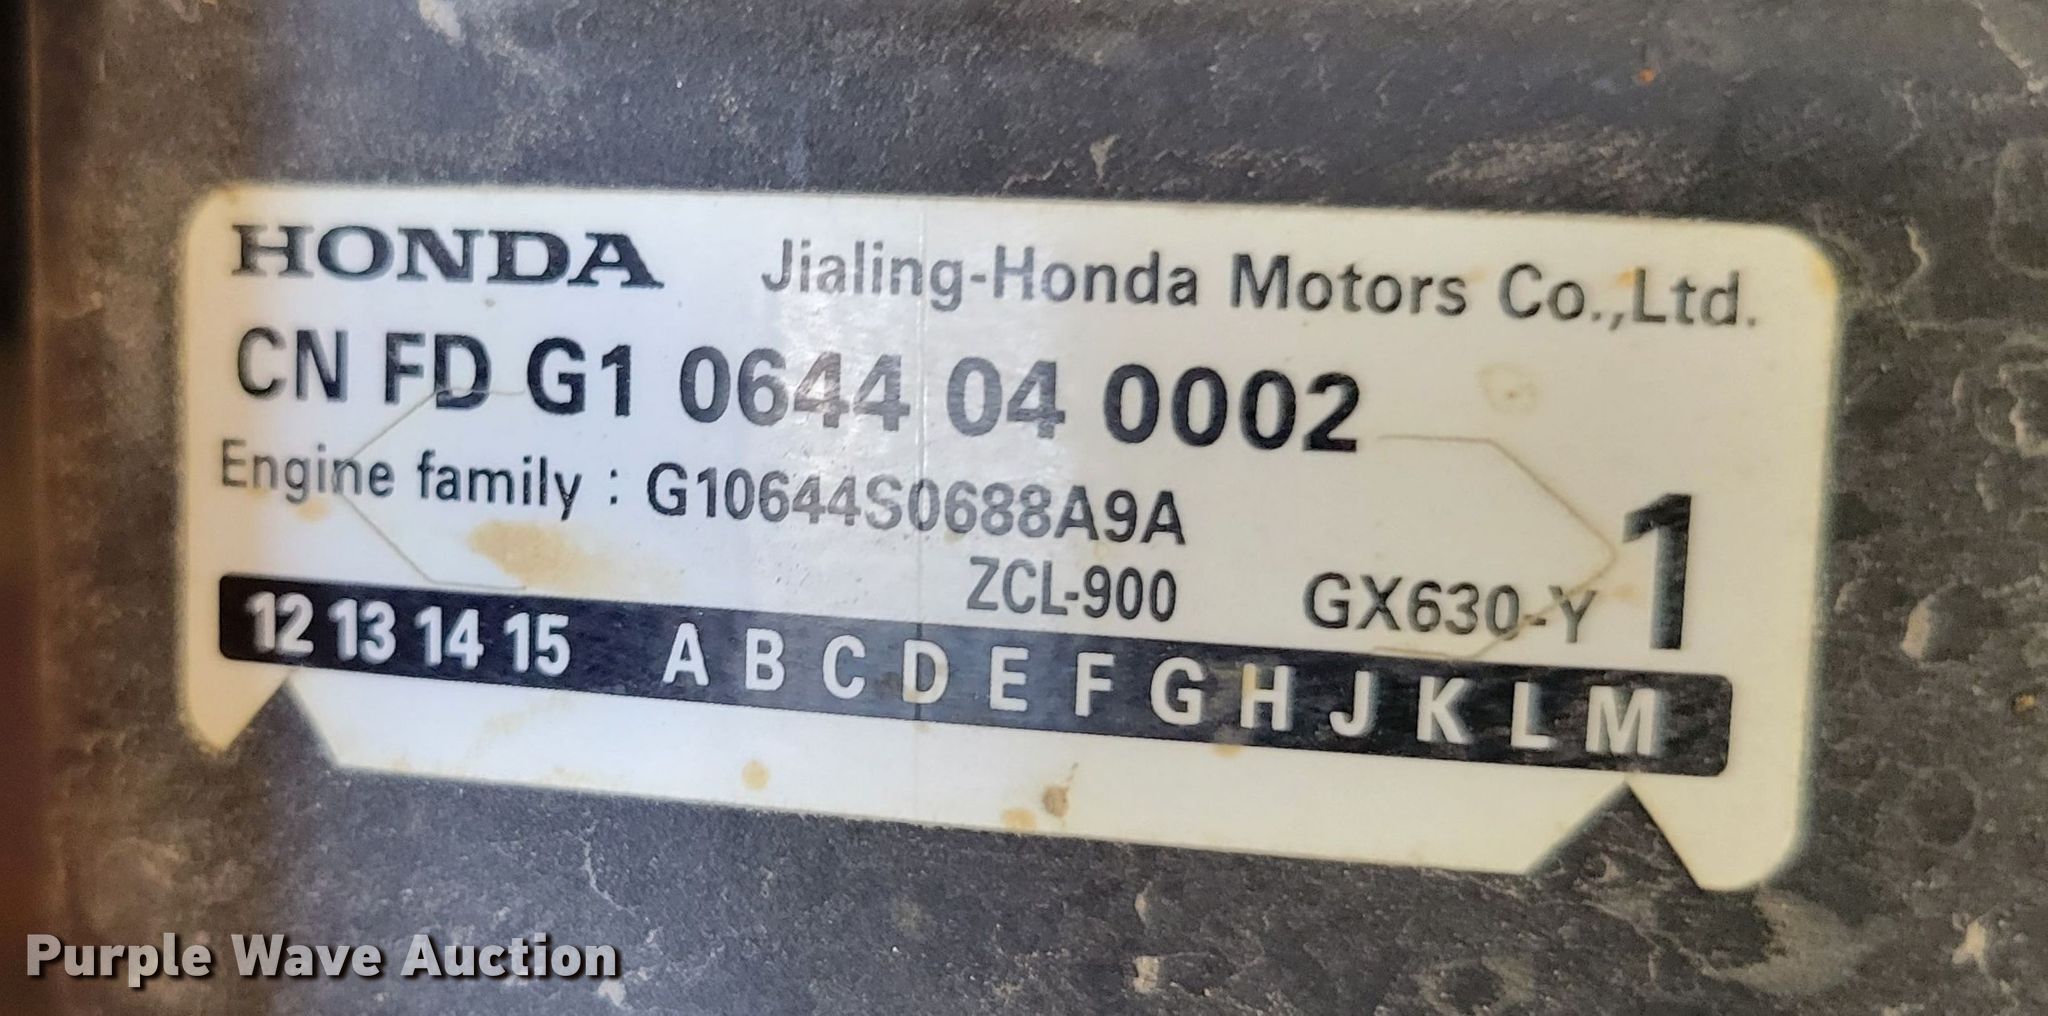 HONDA Jialing-Honda Motors Co.,Ltd.
CN FD G1 0644 04 0002
Engine family : G10644S0688A9A
ZCL-900 GX630-Y 1
12 13 14 15 A B C D E F G H J K L M
Purple Wave Auction